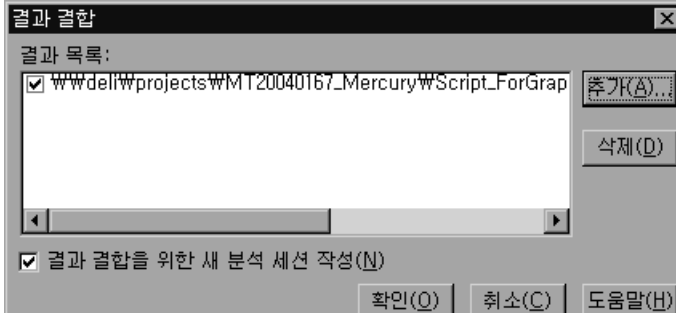 결과 결합
결과 목록:
₩₩deli₩projects₩MT20040167_Mercury₩Script_ForGrap
추가(A)...
삭제(D)
결과 결합을 위한 새 분석 세션 작성(N)
확인(O) 취소(C) 도움말(H)